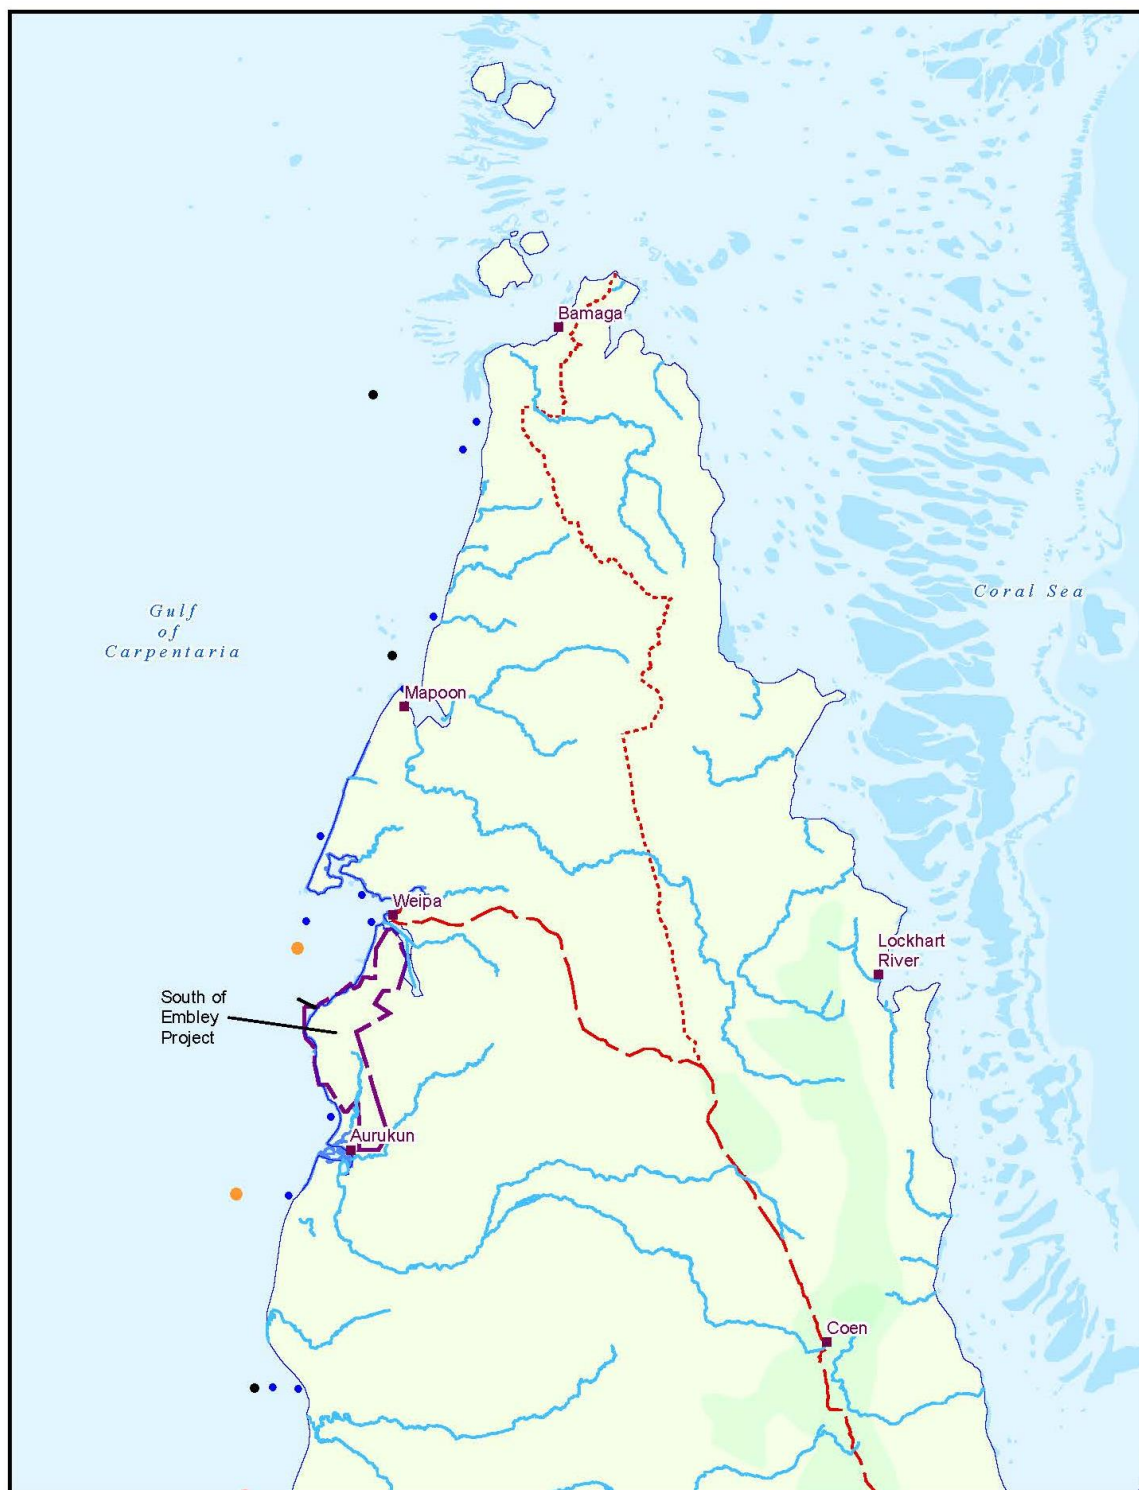 Bamaga
Gulf
of
Carpentaria
Coral Sea
Mapoon
Weipa
Lockhart
River
South of
Embley
Project
Aurukun
Coen